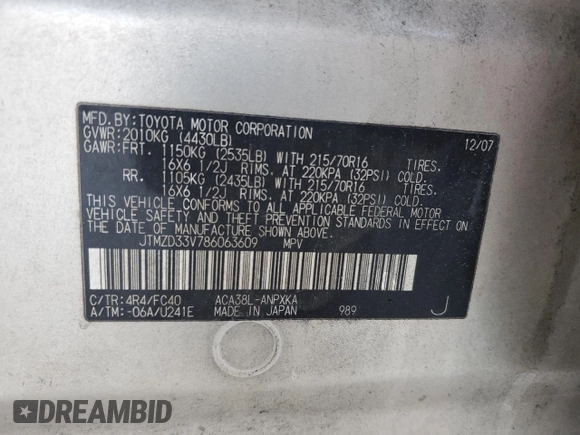 MFD. BY: TOYOTA MOTOR CORPORATION 12/07
GVWR: 2010KG (4430LB)
GAWR: FRT. 1150KG (2535LB) WITH 215/70R16 TIRES,
16X6 1/2J RIMS, AT 220KPA (32PSI) COLD.
RR. 1105KG (2435LB) WITH 215/70R16 TIRES,
16X6 1/2J RIMS, AT 220KPA (32PSI) COLD.
THIS VEHICLE CONFORMS TO ALL APPLICABLE FEDERAL MOTOR
VEHICLE SAFETY AND THEFT PREVENTION STANDARDS IN EFFECT ON
THE DATE OF MANUFACTURE SHOWN ABOVE.
JTMZD33V786063609 MPV
C/TR: 4R4/FC40 ACA38L-ANPXKA
A/TM: -06A/U241E MADE IN JAPAN 989 J
DREAMBID